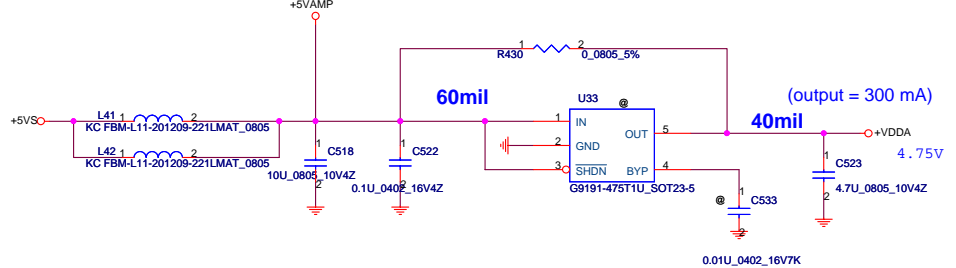 +5VAMP
1
2
R430
0_0805_5%
60mil
U33
@
(output = 300 mA)
+5VS
L41
1
2
KC FBM-L11-201209-221LMAT_0805
1
IN
OUT
5
40mil
+VDDA
2
GND
4.75V
L42
1
2
KC FBM-L11-201209-221LMAT_0805
3
SHDN
BYP
4
G9191-475T1U_SOT23-5
1
C518
2
10U_0805_10V4Z
1
C522
2
0.1U_0402_16V4Z
1
C523
2
4.7U_0805_10V4Z
@
1
C533
2
0.01U_0402_16V7K